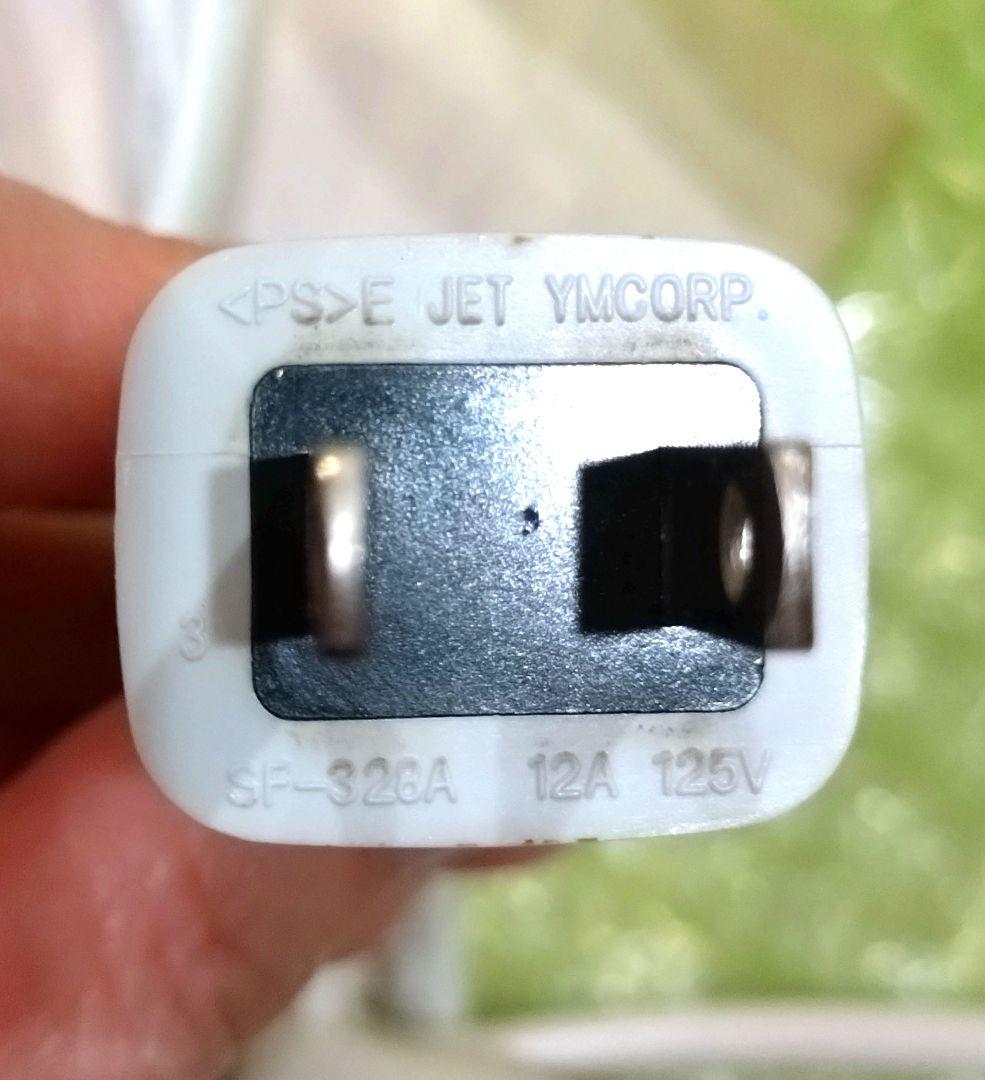 <PS>E JET YMCORP.
3
SF-326A 12A 125V